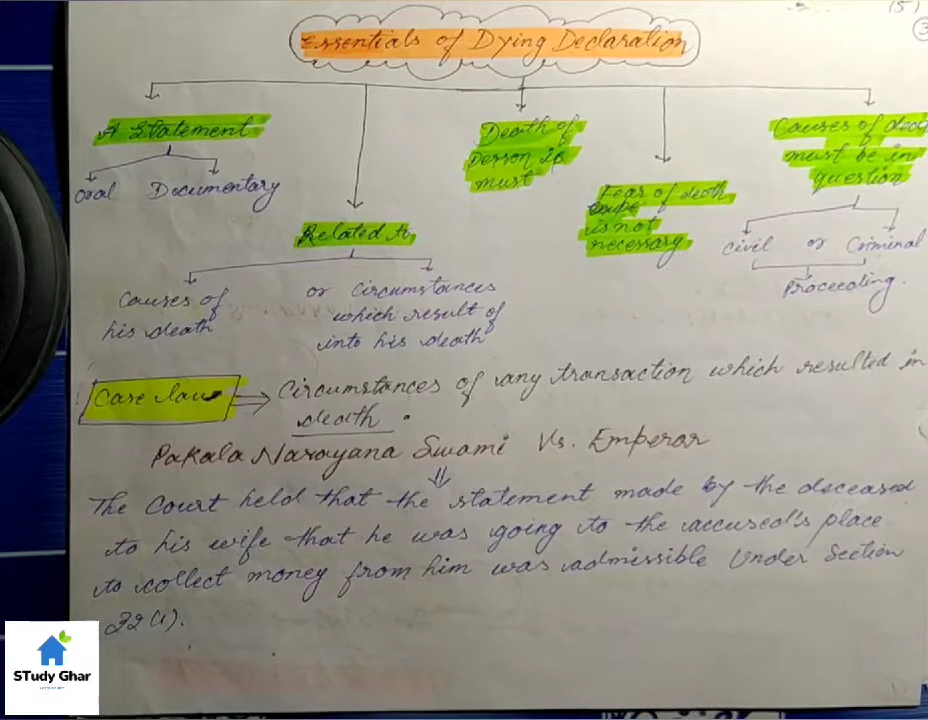 (5)
Essentials of Dying Declaration
A Statement
Oral Documentary
Related to
Causes of
his death
or Circumstances
which result of
into his death
Death of
person is
must
Fear of death
is not
necessary
Causes of death
must be in
question
Civil or Criminal
Proceeding.
Case law ⇒ Circumstances of any transaction which resulted in
death.
Pakala Narayana Swami Vs. Emperor
The Court held that the statement made by the deceased
to his wife that he was going to the accused's place
to collect money from him was admissible Under Section
32(1).
STudy Ghar